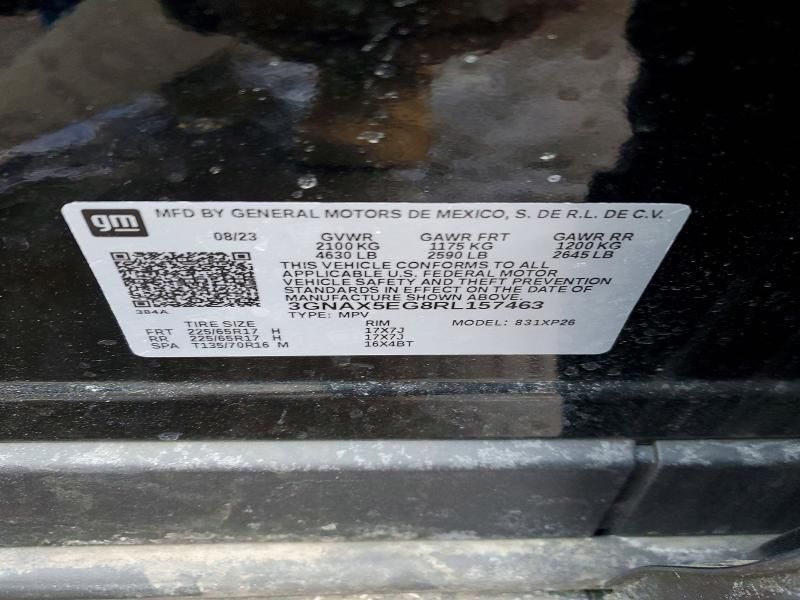 gm MFD BY GENERAL MOTORS DE MEXICO, S. DE R.L. DE C.V.
08/23 GVWR GAWR FRT GAWR RR
2100 KG 1175 KG 1200 KG
4630 LB 2590 LB 2645 LB
THIS VEHICLE CONFORMS TO ALL
APPLICABLE U.S. FEDERAL MOTOR
VEHICLE SAFETY AND THEFT PREVENTION
STANDARDS IN EFFECT ON THE DATE OF
MANUFACTURE SHOWN ABOVE.
384A 3GNAX5EG8RL157463
TYPE: MPV
TIRE SIZE RIM MODEL: 831XP26
FRT 225/65R17 H 17X7J
RR 225/65R17 H 17X7J
SPA T135/70R16 M 16X4BT